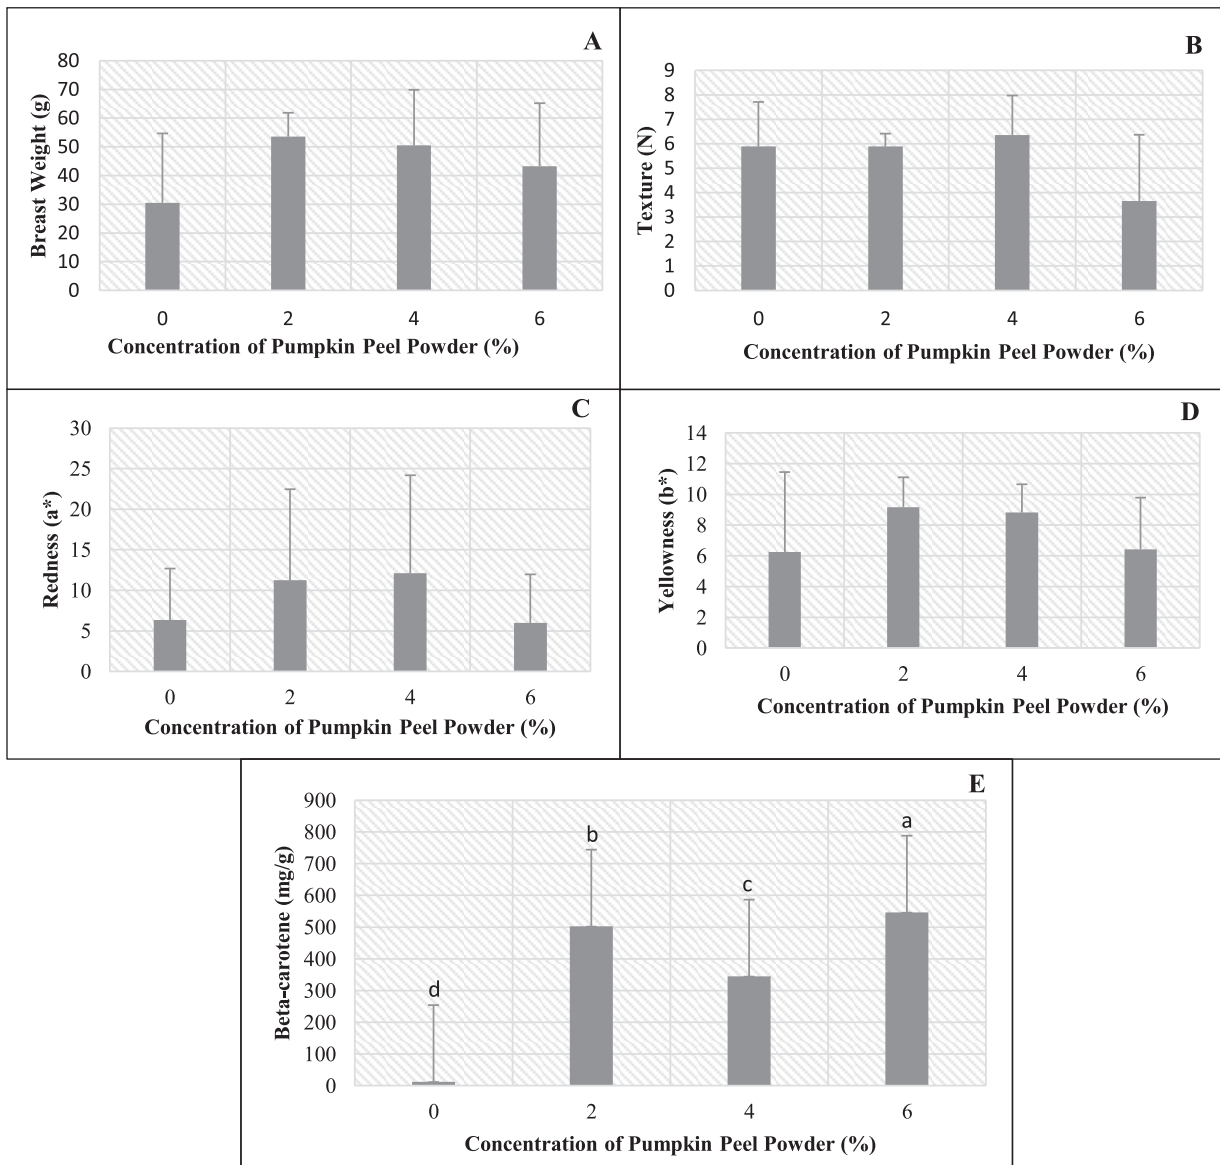 A
Breast Weight (g)
80
70
60
50
40
30
20
10
0
0 2 4 6
Concentration of Pumpkin Peel Powder (%)
B
Texture (N)
9
8
7
6
5
4
3
2
1
0
0 2 4 6
Concentration of Pumpkin Peel Powder (%)
C
Redness (a*)
30
25
20
15
10
5
0
0 2 4 6
Concentration of Pumpkin Peel Powder (%)
D
Yellowness (b*)
14
12
10
8
6
4
2
0
0 2 4 6
Concentration of Pumpkin Peel Powder (%)
E
Beta-carotene (mg/g)
900
800
700
600
500
400
300
200
100
0
d b c a
0 2 4 6
Concentration of Pumpkin Peel Powder (%)